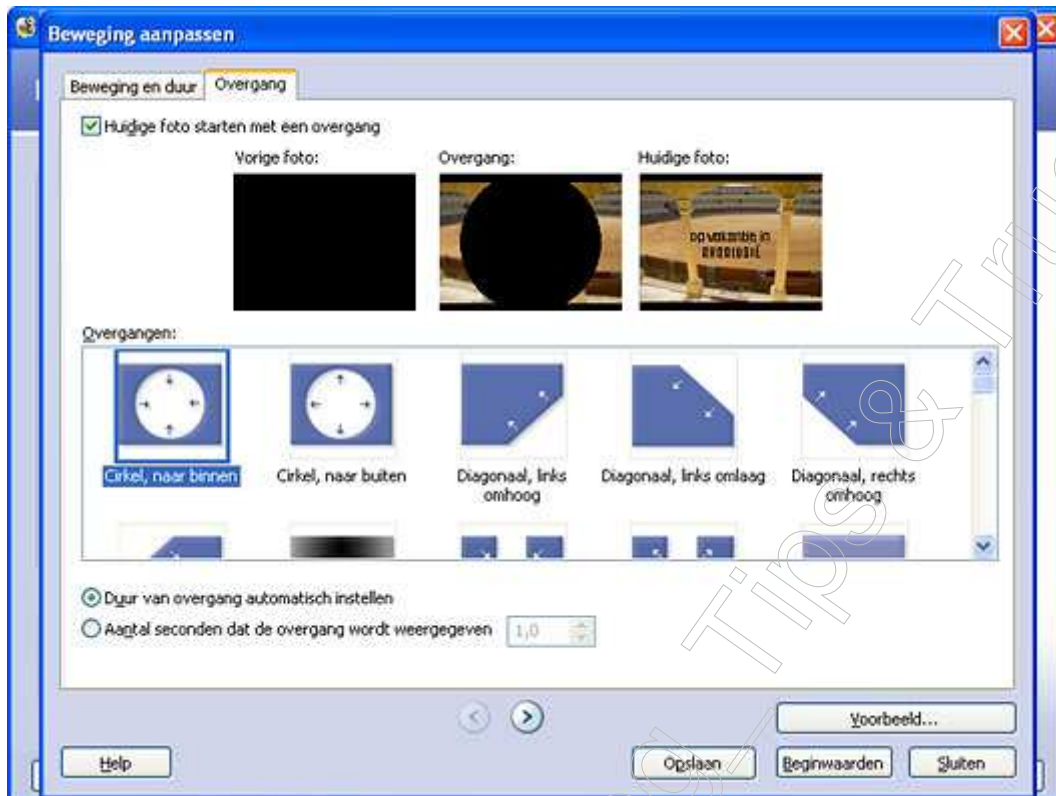 Beweging aanpassen
Beweging en duur Overgang
Huidige foto starten met een overgang
Vorige foto: Overgang: Huidige foto:
op vakantie in
Overgangen:
Cirkel, naar binnen Cirkel, naar buiten Diagonaal, links omhoog Diagonaal, links omlaag Diagonaal, rechts omhoog
Duur van overgang automatisch instellen
Aantal seconden dat de overgang wordt weergegeven 1,0
Voorbeeld...
Help Opslaan Beginwaarden Sluiten
Tips & Tru